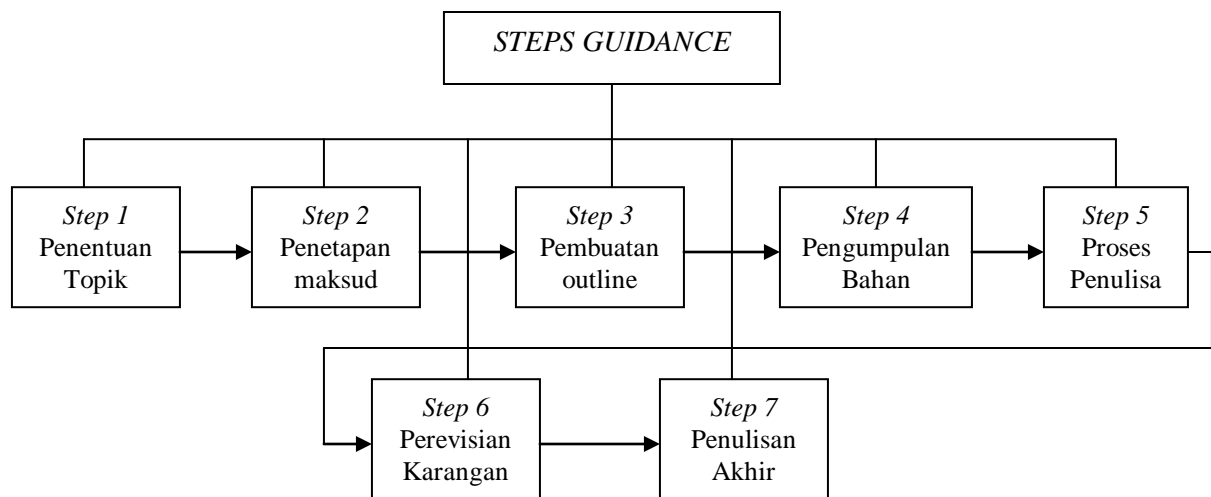 STEPS GUIDANCE
Step 1
Penentuan
Topik
Step 2
Penetapan
maksud
Step 3
Pembuatan
outline
Step 4
Pengumpulan
Bahan
Step 5
Proses
Penulisa
Step 6
Perevisian
Karangan
Step 7
Penulisan
Akhir